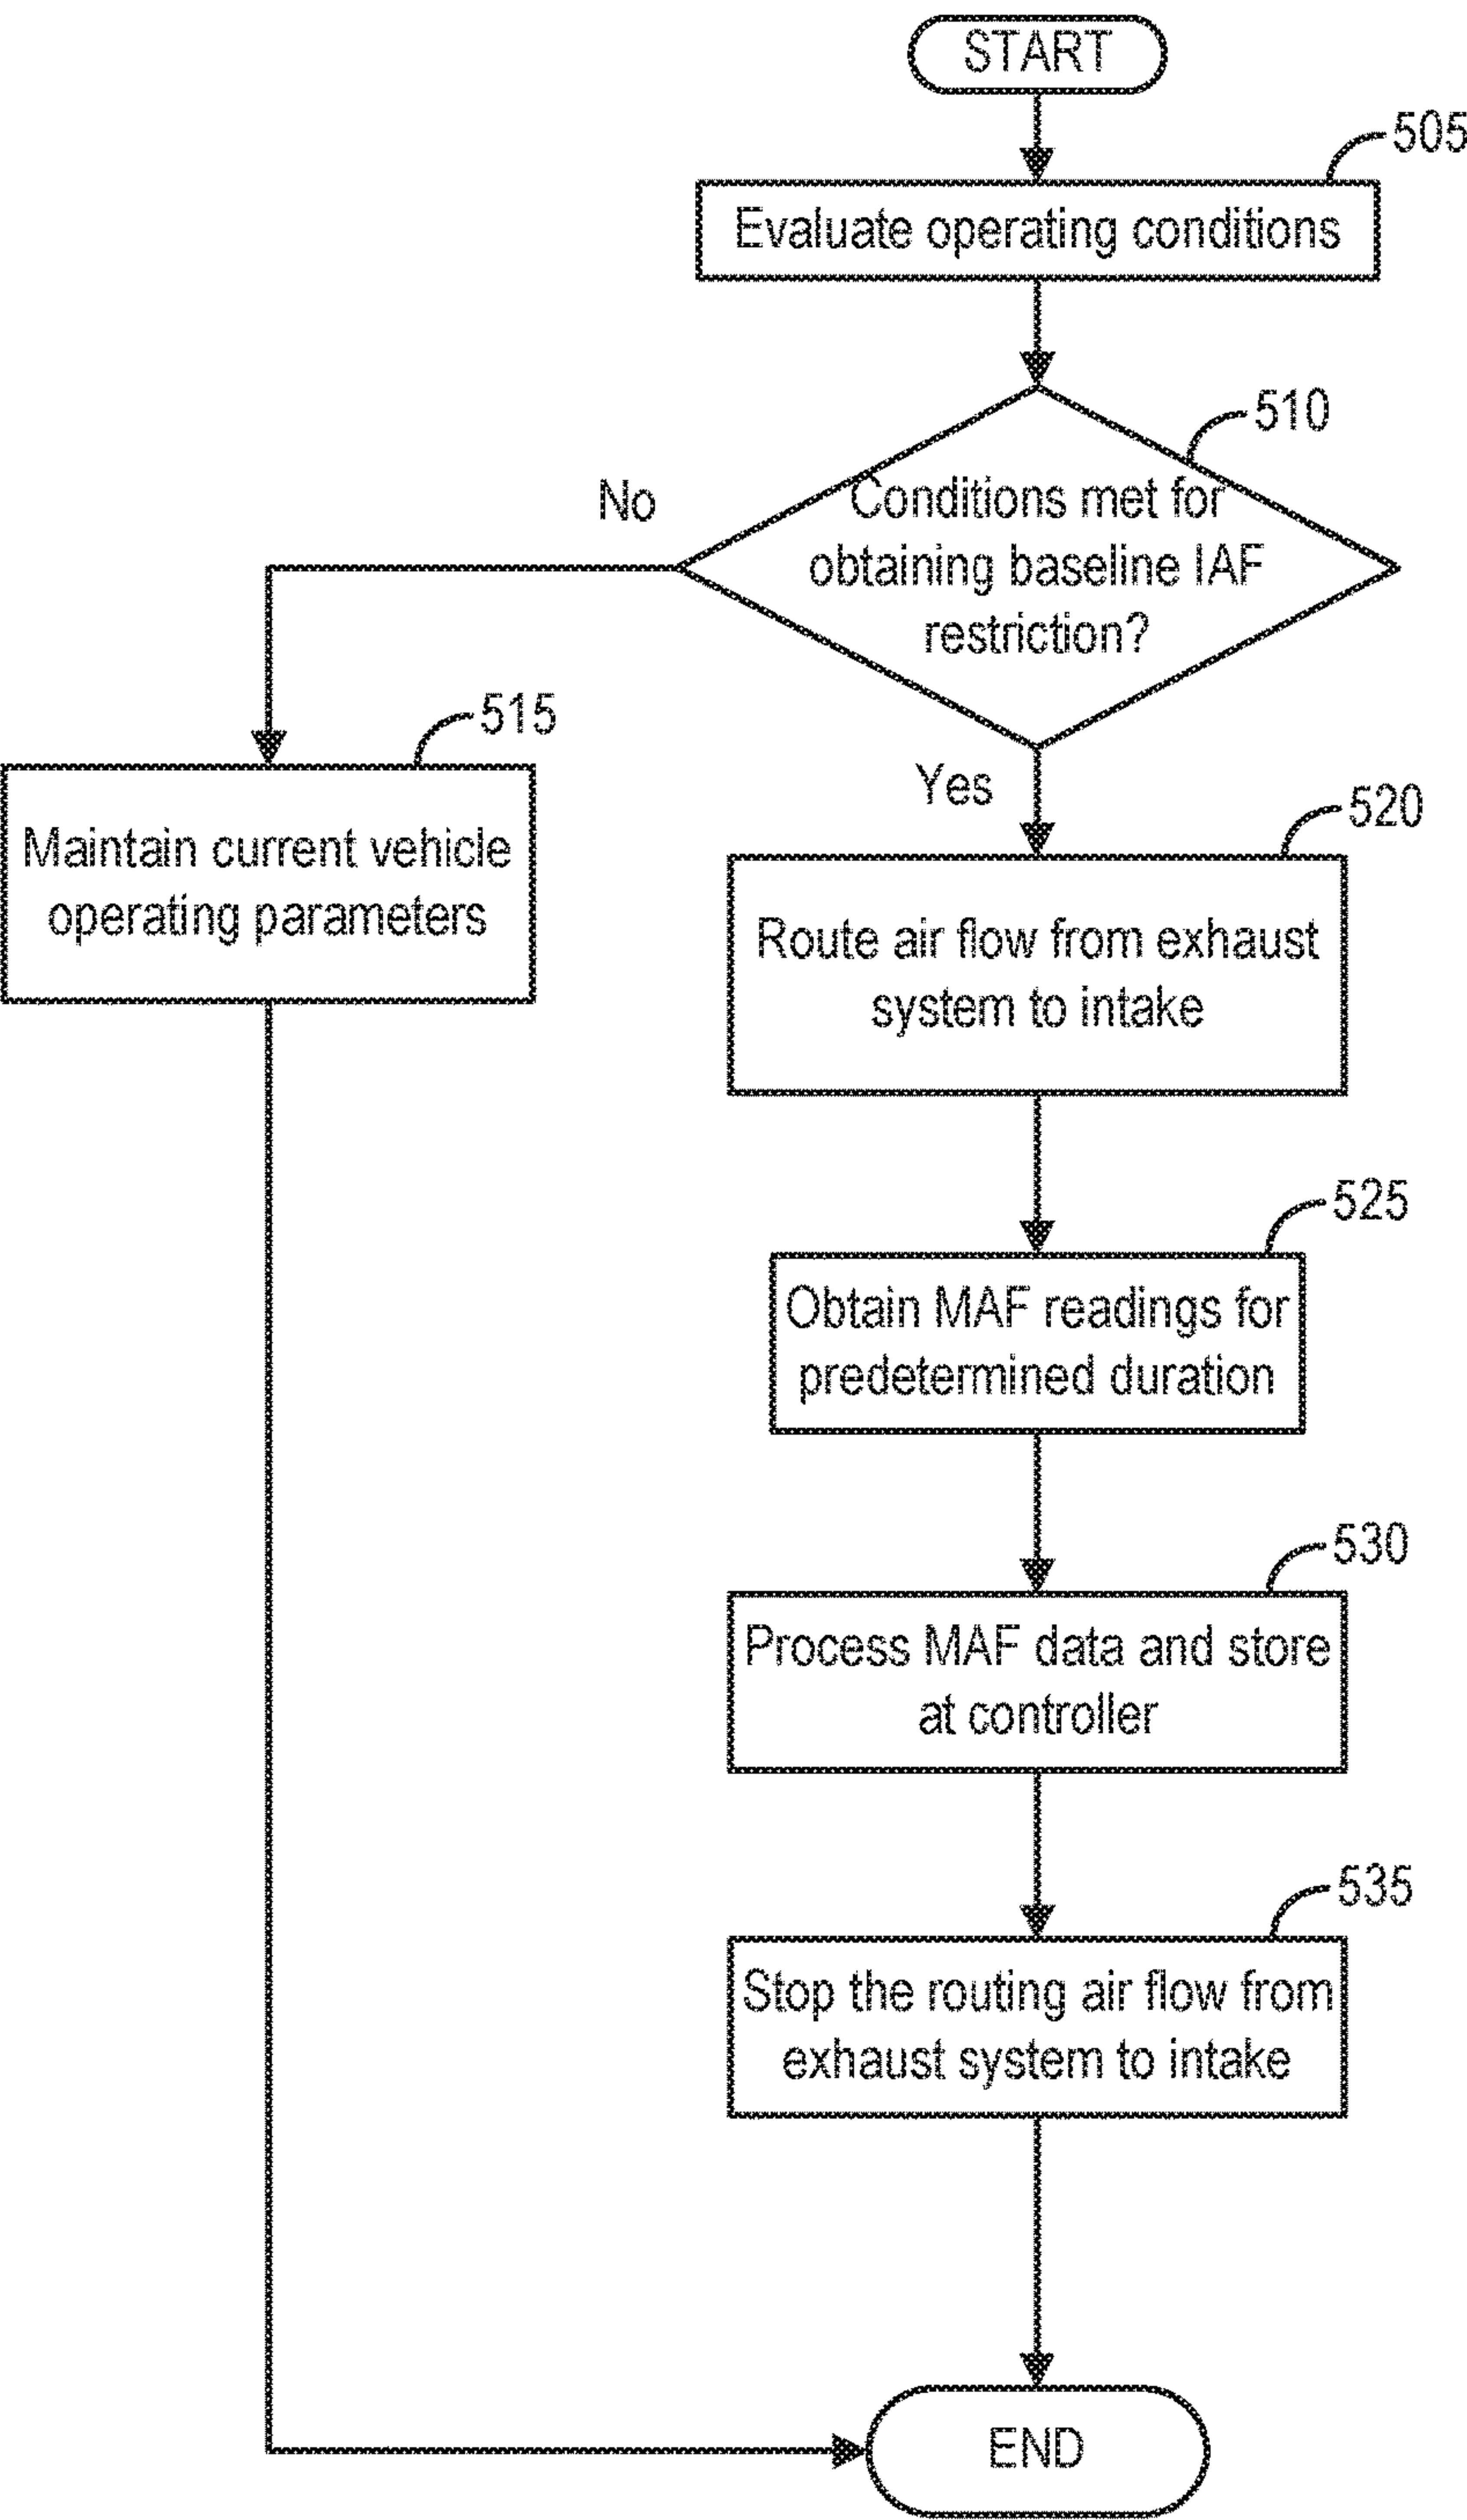 START
505
Evaluate operating conditions
510
Conditions met for
obtaining baseline IAF
restriction?
No
Yes
515
Maintain current vehicle
operating parameters
520
Route air flow from exhaust
system to intake
525
Obtain MAF readings for
predetermined duration
530
Process MAF data and store
at controller
535
Stop the routing air flow from
exhaust system to intake
END